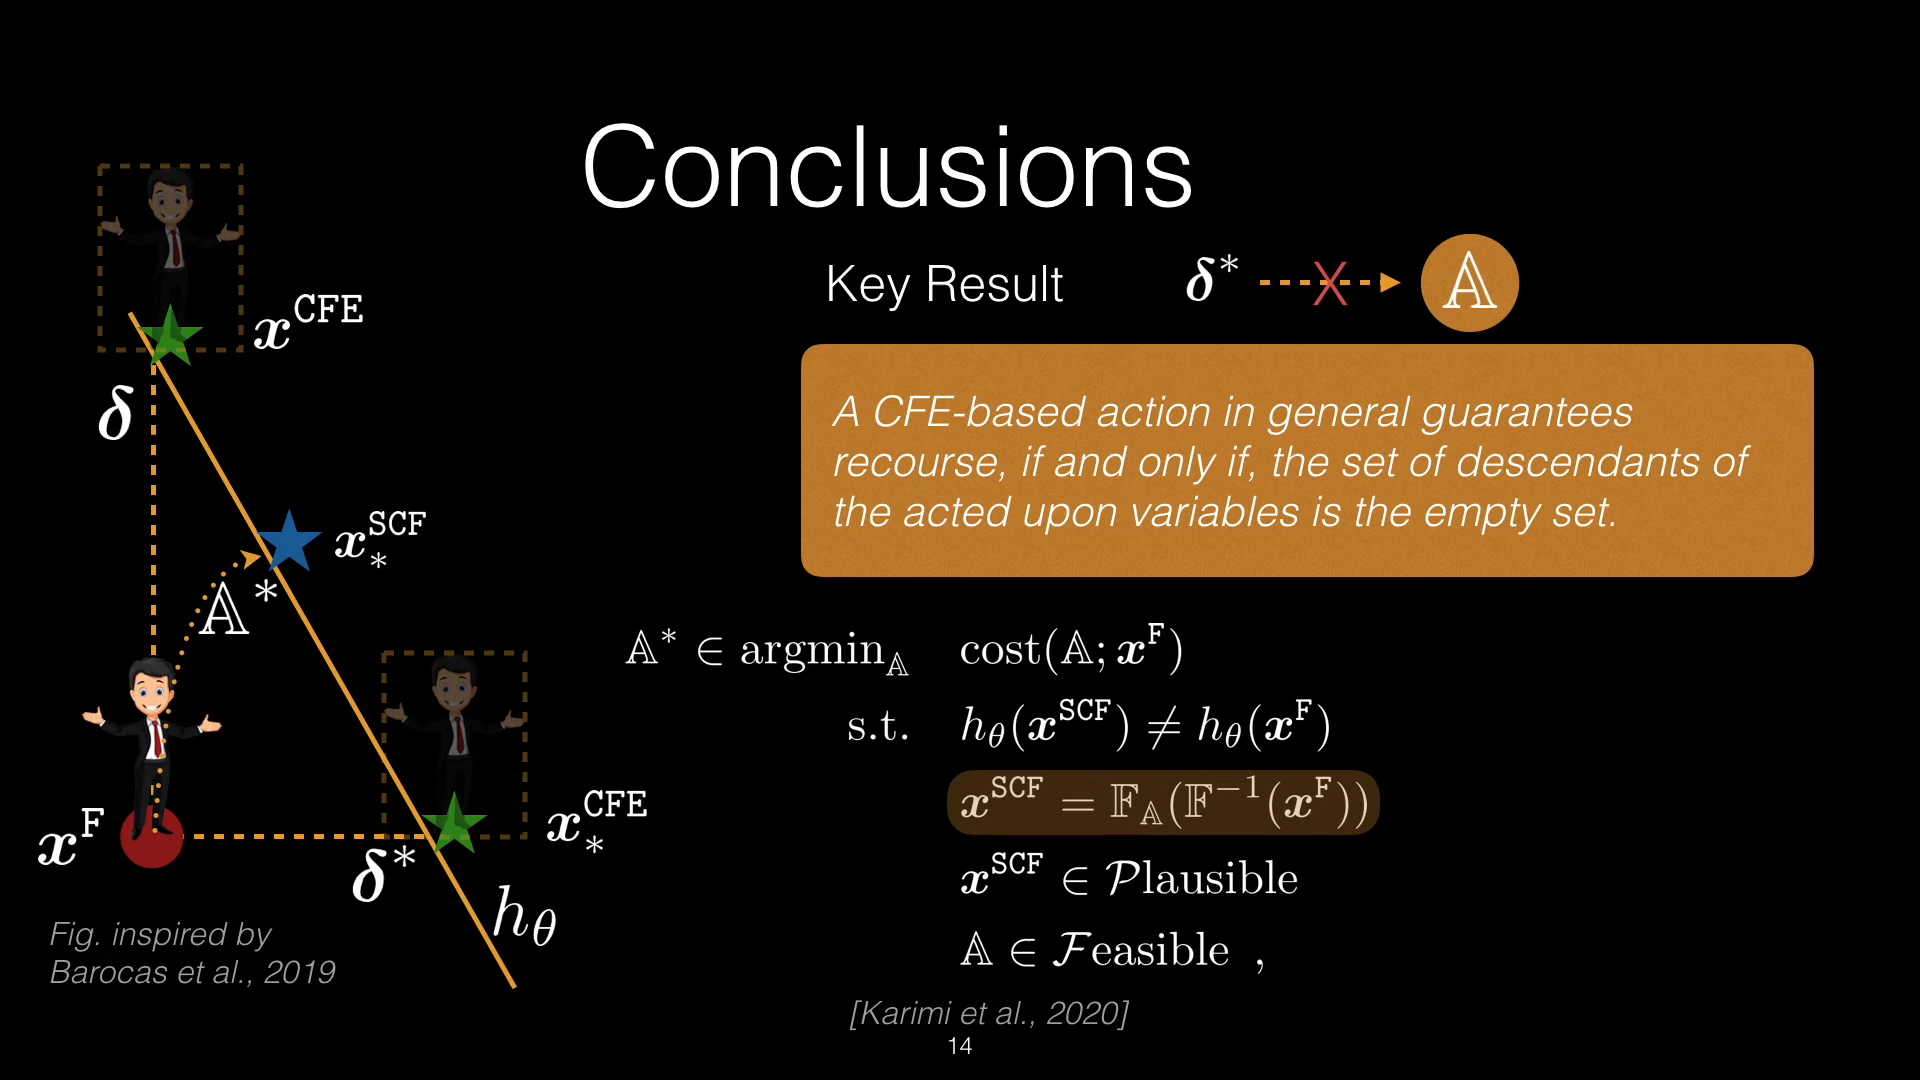 Conclusions
x^CFE
δ
x_*^SCF
𝔸*
x^F
δ*
x_*^CFE
h_θ
Fig. inspired by
Barocas et al., 2019
Key Result δ* X 𝔸
A CFE-based action in general guarantees
recourse, if and only if, the set of descendants of
the acted upon variables is the empty set.
𝔸* ∈ argmin_𝔸 cost(𝔸; x^F)
s.t. h_θ(x^SCF) ≠ h_θ(x^F)
x^SCF = 𝔽_𝔸(𝔽^−1(x^F))
x^SCF ∈ 𝒫lausible
𝔸 ∈ ℱeasible ,
[Karimi et al., 2020]
14